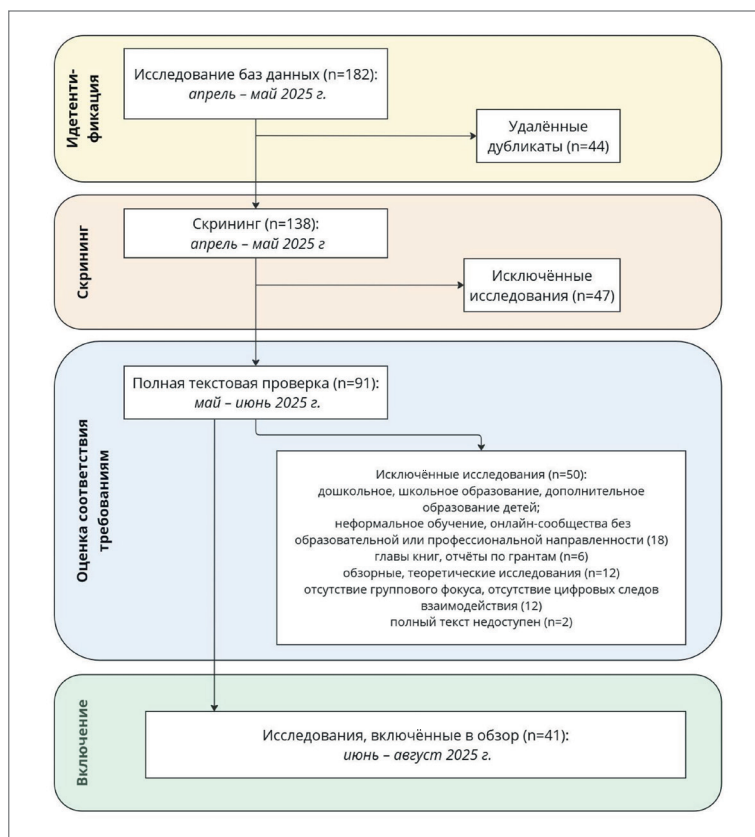 Идетенти-
фикация
Исследование баз данных (n=182):
апрель – май 2025 г.
Удалённые
дубликаты (n=44)
Скрининг
Скрининг (n=138):
апрель – май 2025 г
Исключённые
исследования (n=47)
Оценка соответствия
требованиям
Полная текстовая проверка (n=91):
май – июнь 2025 г.
Исключённые исследования (n=50):
дошкольное, школьное образование, дополнительное
образование детей;
неформальное обучение, онлайн-сообщества без
образовательной или профессиональной направленности (18)
главы книг, отчёты по грантам (n=6)
обзорные, теоретические исследования (n=12)
отсутствие группового фокуса, отсутствие цифровых следов
взаимодействия (12)
полный текст недоступен (n=2)
Включение
Исследования, включённые в обзор (n=41):
июнь – август 2025 г.